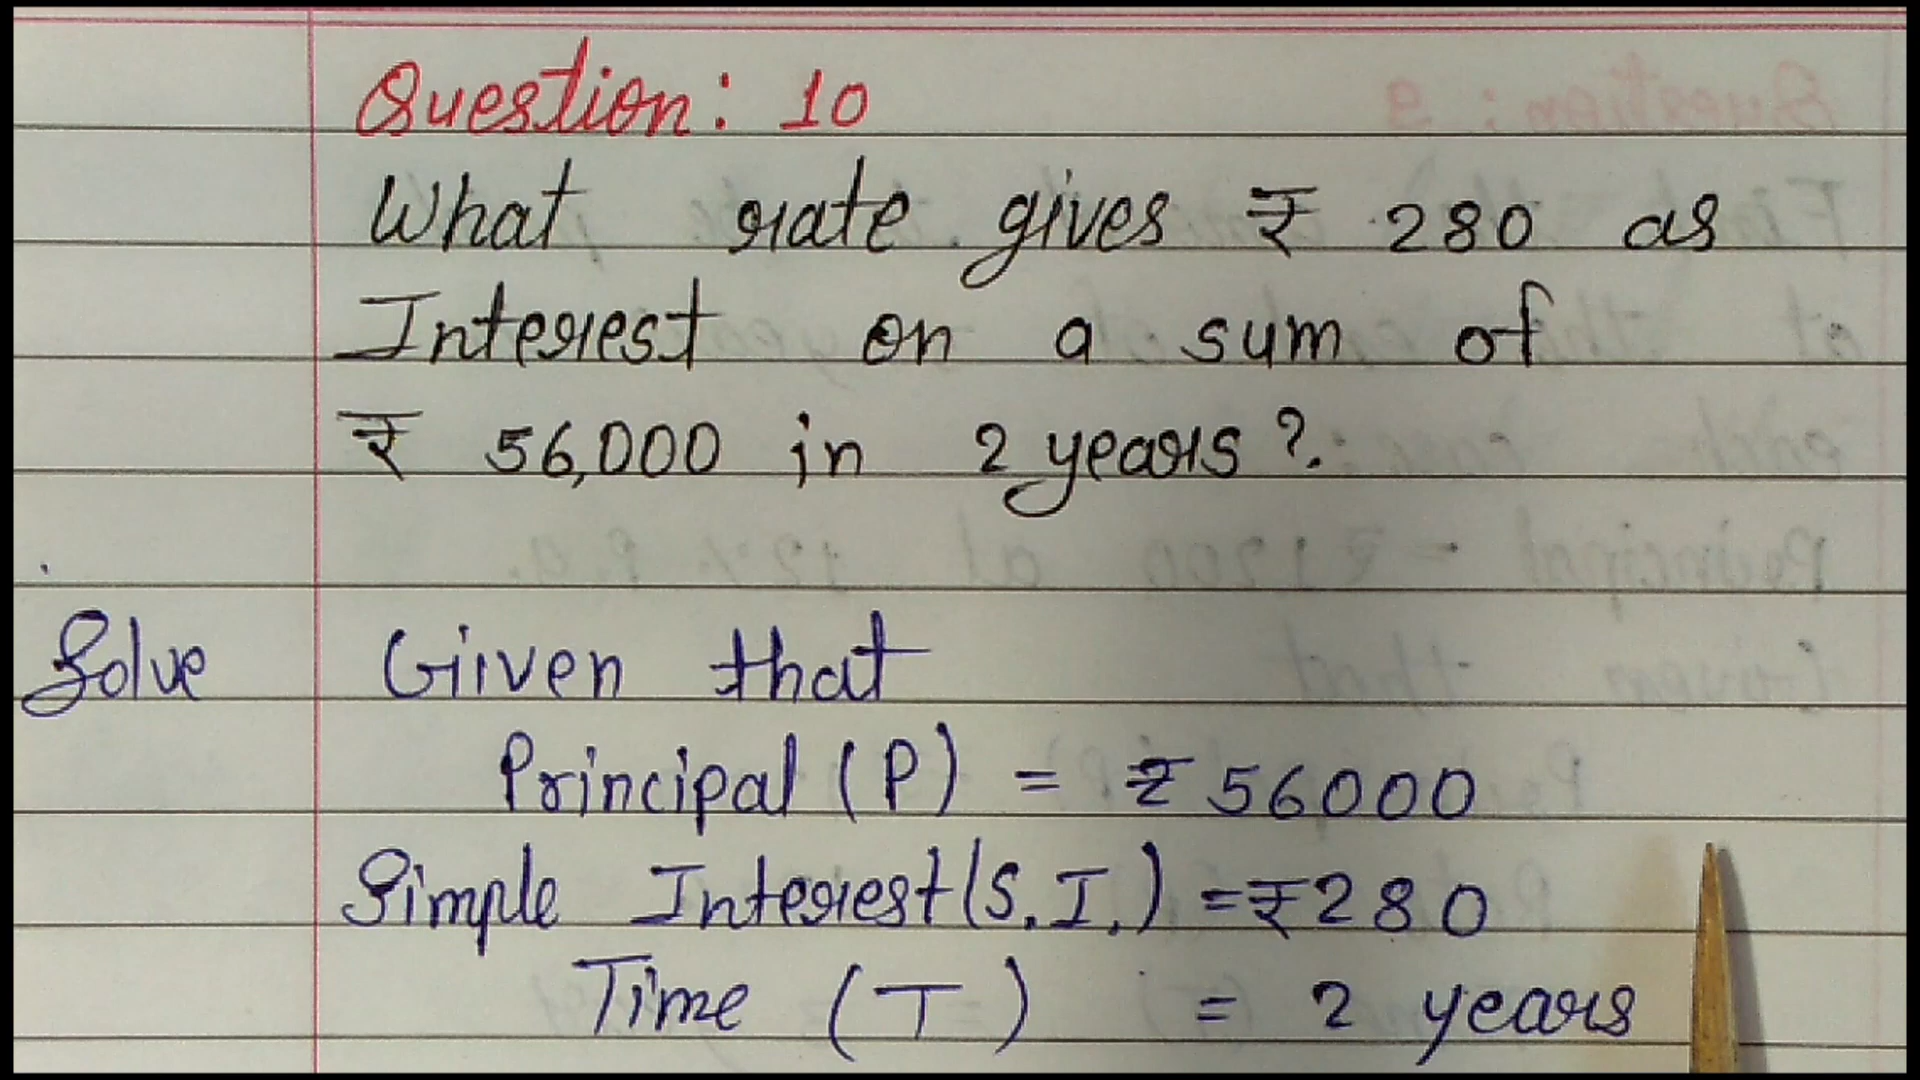 Question: 10
What rate gives ₹ 280 as
Interest on a sum of
₹ 56,000 in 2 years?.
Solve Given that
Principal (P) = ₹ 56000
Simple Interest (S.I.) = ₹ 280
Time (T) = 2 years